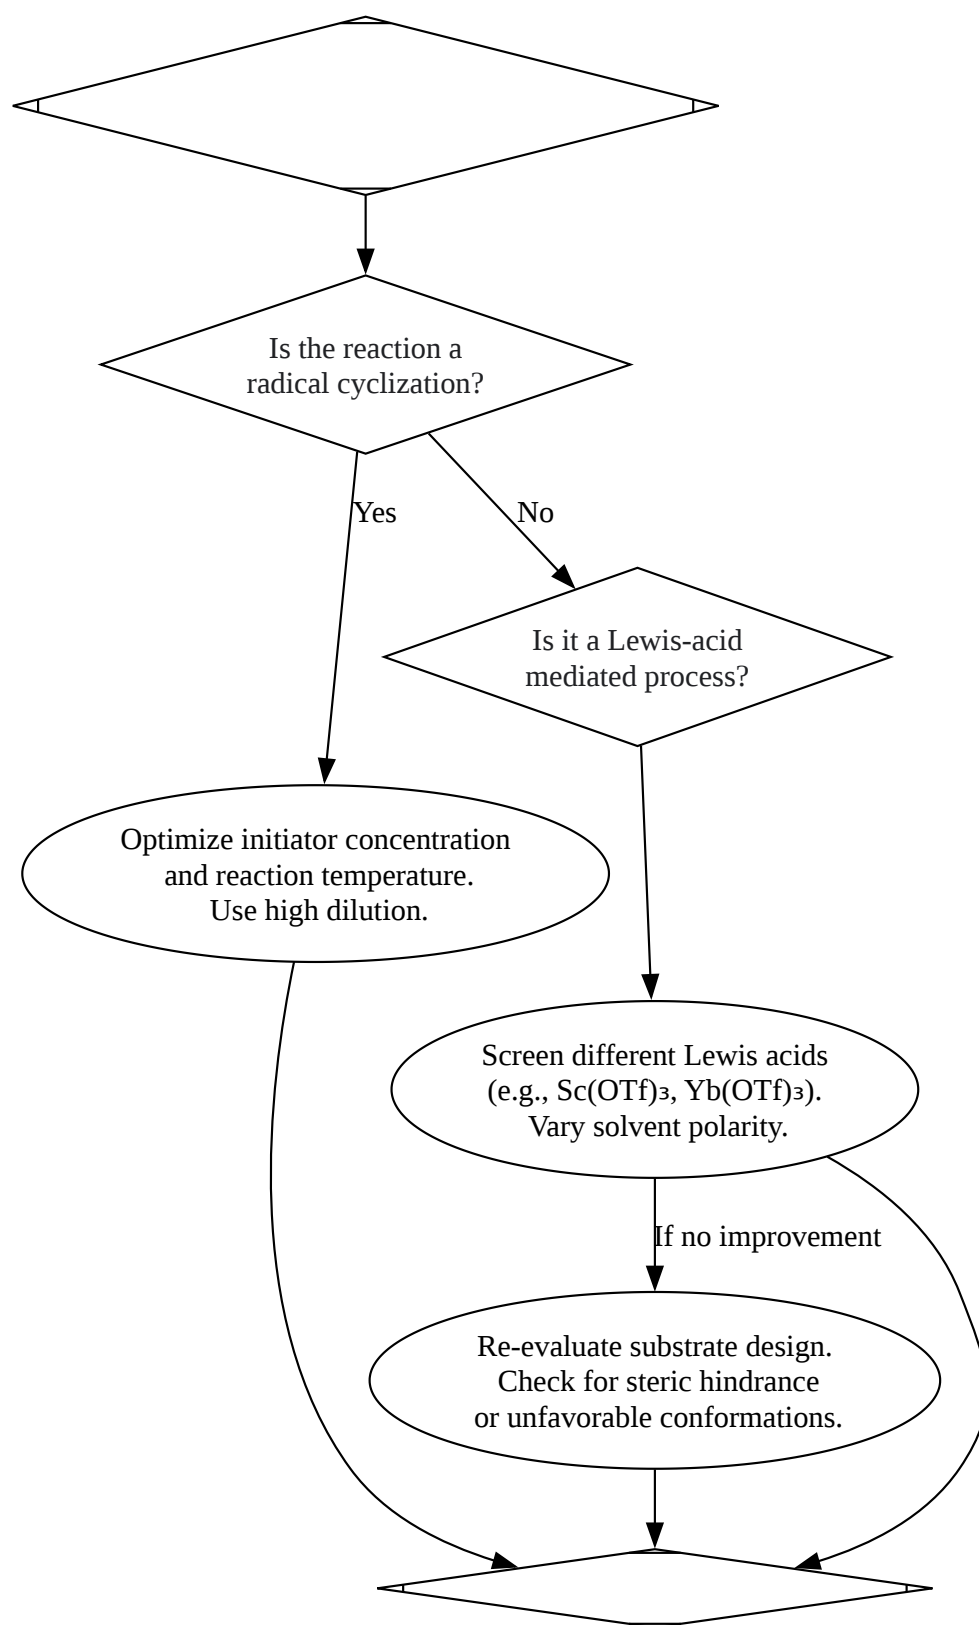 Is the reaction a
radical cyclization?
Yes
No
Is it a Lewis-acid
mediated process?
Optimize initiator concentration
and reaction temperature.
Use high dilution.
Screen different Lewis acids
(e.g., Sc(OTf)₃, Yb(OTf)₃).
Vary solvent polarity.
If no improvement
Re-evaluate substrate design.
Check for steric hindrance
or unfavorable conformations.